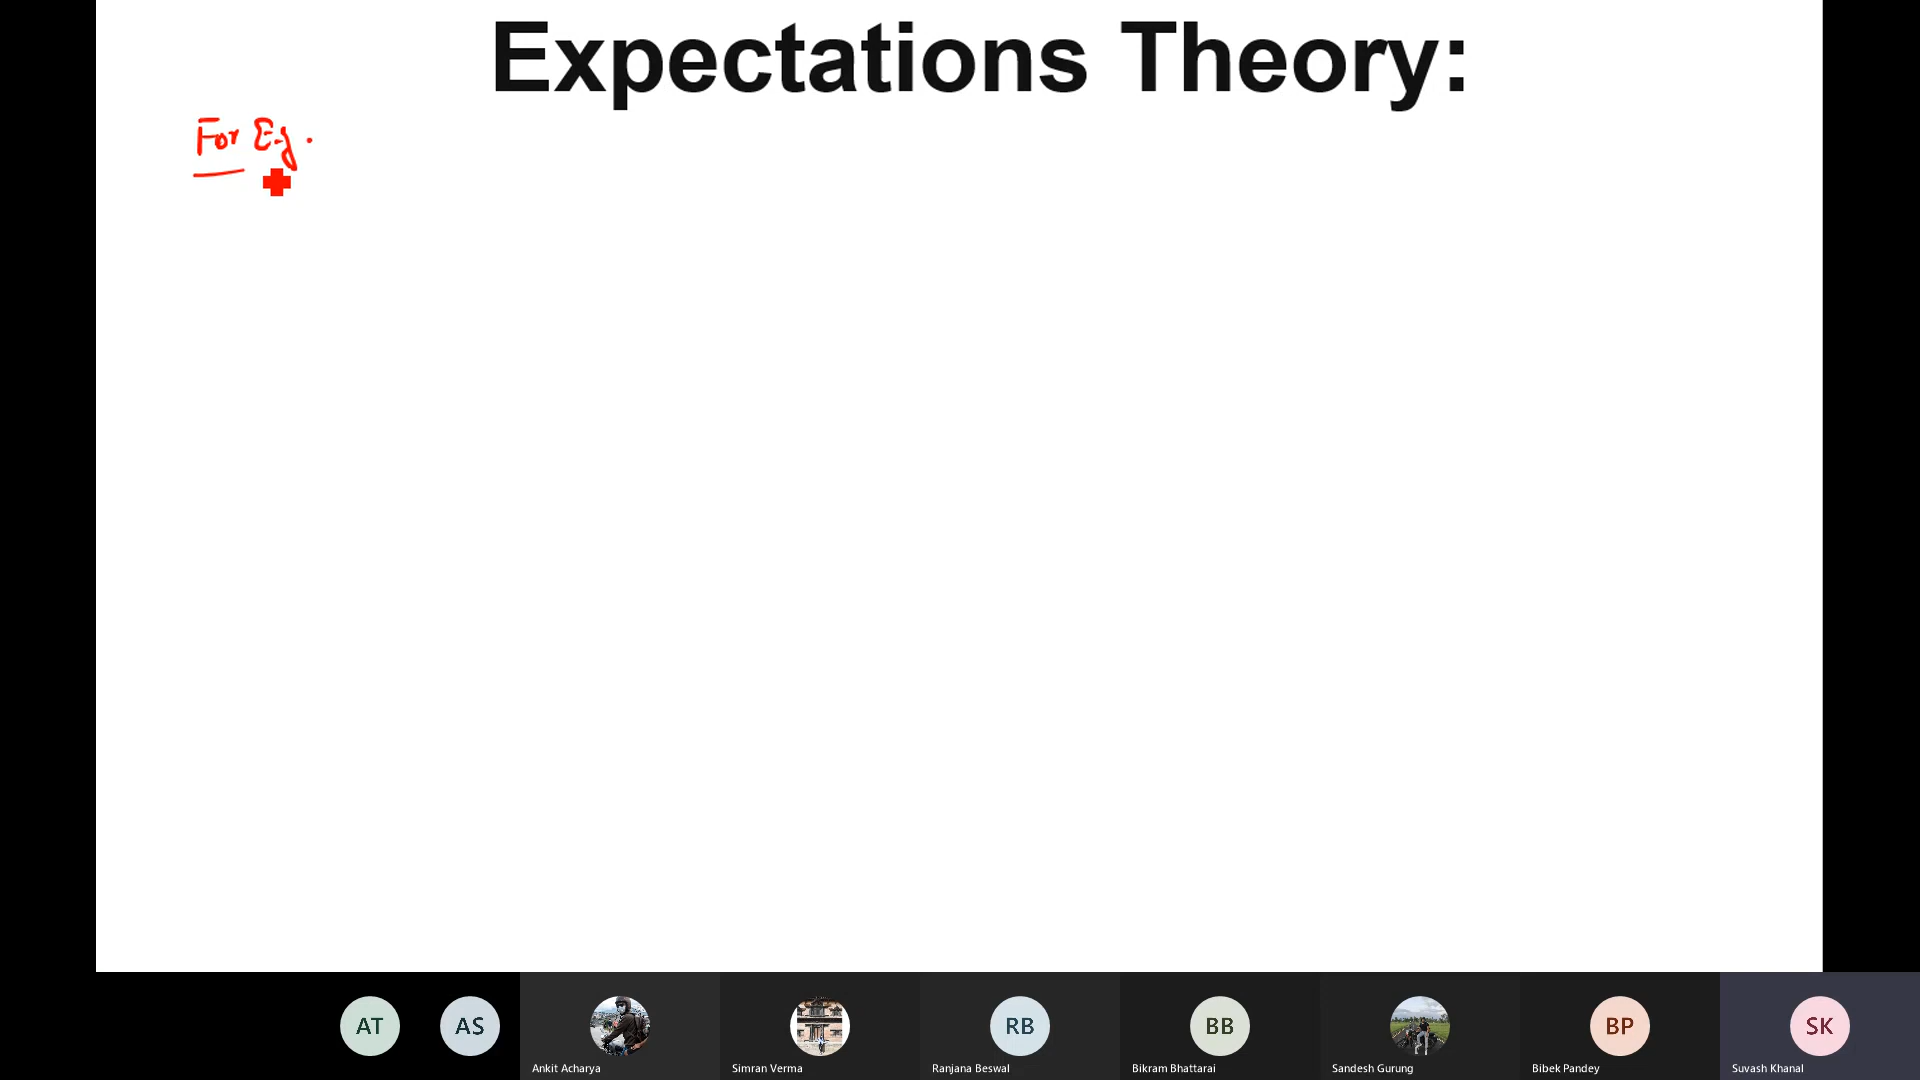 Expectations Theory:
For Eg.
AT
AS
RB
BB
BP
SK
Ankit Acharya
Simran Verma
Ranjana Beswal
Bikram Bhattarai
Sandesh Gurung
Bibek Pandey
Suvash Khanal